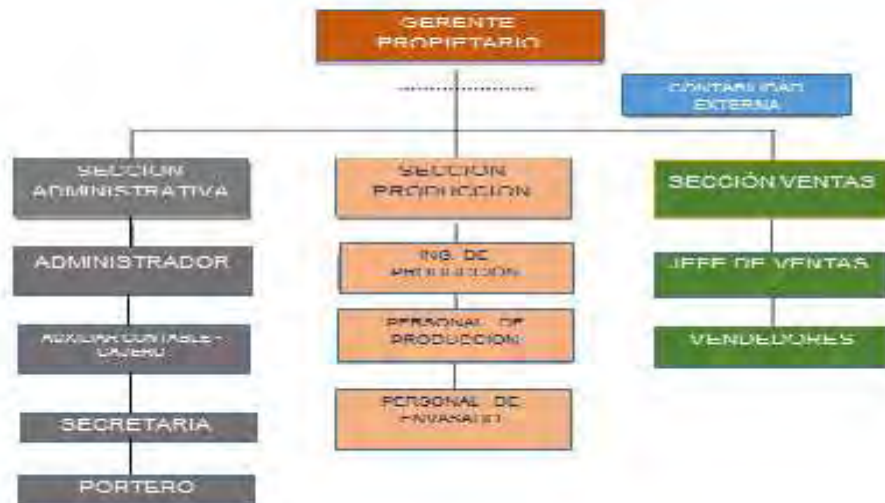 GERENTE
PROPIETARIO
CONTABILIDAD
EXTERNA
SECCION
ADMINISTRATIVA
SECCION
PRODUCCION
SECCIÓN VENTAS
ADMINISTRADOR
ING. DE
PRODUCCION
JEFE DE VENTAS
AUXILIAR CONTABLE -
CAJERO
PERSONAL DE
PRODUCCION
VENDEDORES
SECRETARIA
PERSONAL DE
ENVASADO
PORTERO